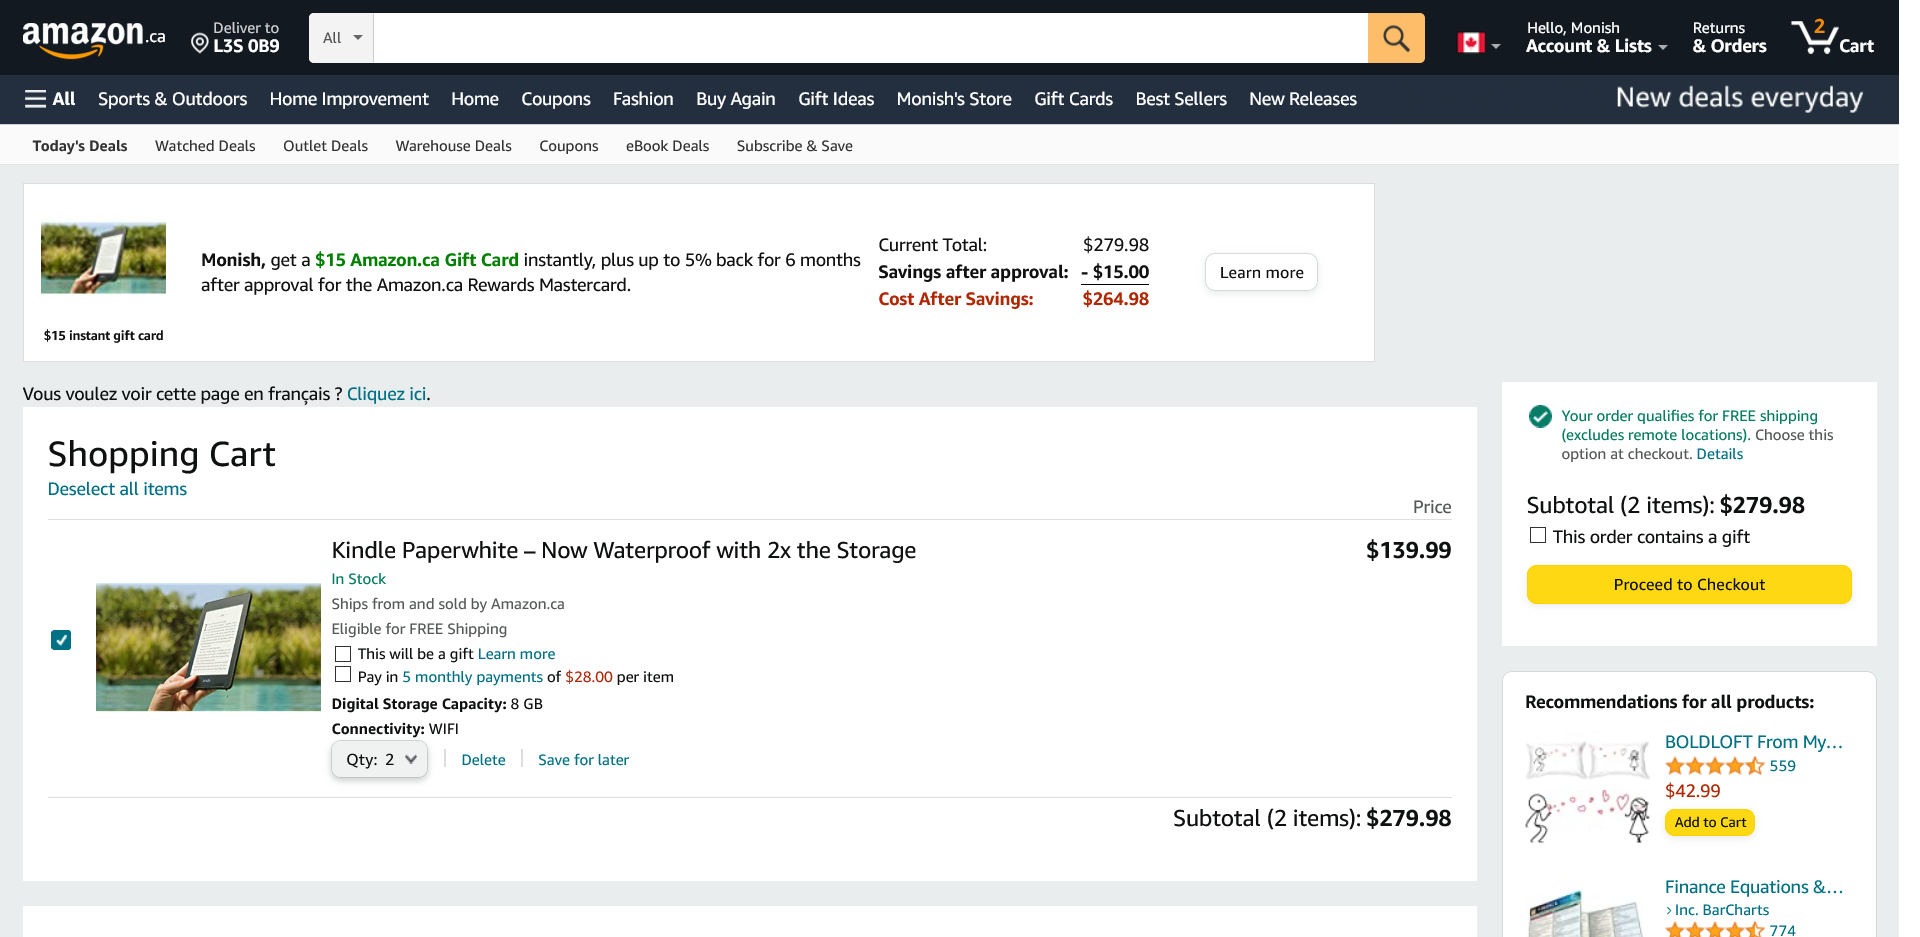 amazon.ca
Deliver to
L3S 0B9
All
Hello, Monish
Account & Lists
Returns
& Orders
2
Cart
All
Sports & Outdoors
Home Improvement
Home
Coupons
Fashion
Buy Again
Gift Ideas
Monish's Store
Gift Cards
Best Sellers
New Releases
New deals everyday
Today's Deals
Watched Deals
Outlet Deals
Warehouse Deals
Coupons
eBook Deals
Subscribe & Save
$15 instant gift card
Monish, get a $15 Amazon.ca Gift Card instantly, plus up to 5% back for 6 months
after approval for the Amazon.ca Rewards Mastercard.
Current Total: $279.98
Savings after approval: - $15.00
Cost After Savings: $264.98
Learn more
Vous voulez voir cette page en français ? Cliquez ici.
Shopping Cart
Deselect all items
Price
Kindle Paperwhite – Now Waterproof with 2x the Storage
$139.99
In Stock
Ships from and sold by Amazon.ca
Eligible for FREE Shipping
This will be a gift Learn more
Pay in 5 monthly payments of $28.00 per item
Digital Storage Capacity: 8 GB
Connectivity: WIFI
Qty: 2
Delete
Save for later
Subtotal (2 items): $279.98
Your order qualifies for FREE shipping
(excludes remote locations). Choose this
option at checkout. Details
Subtotal (2 items): $279.98
This order contains a gift
Proceed to Checkout
Recommendations for all products:
BOLDLOFT From My…
559
$42.99
Add to Cart
Finance Equations &…
› Inc. BarCharts
774